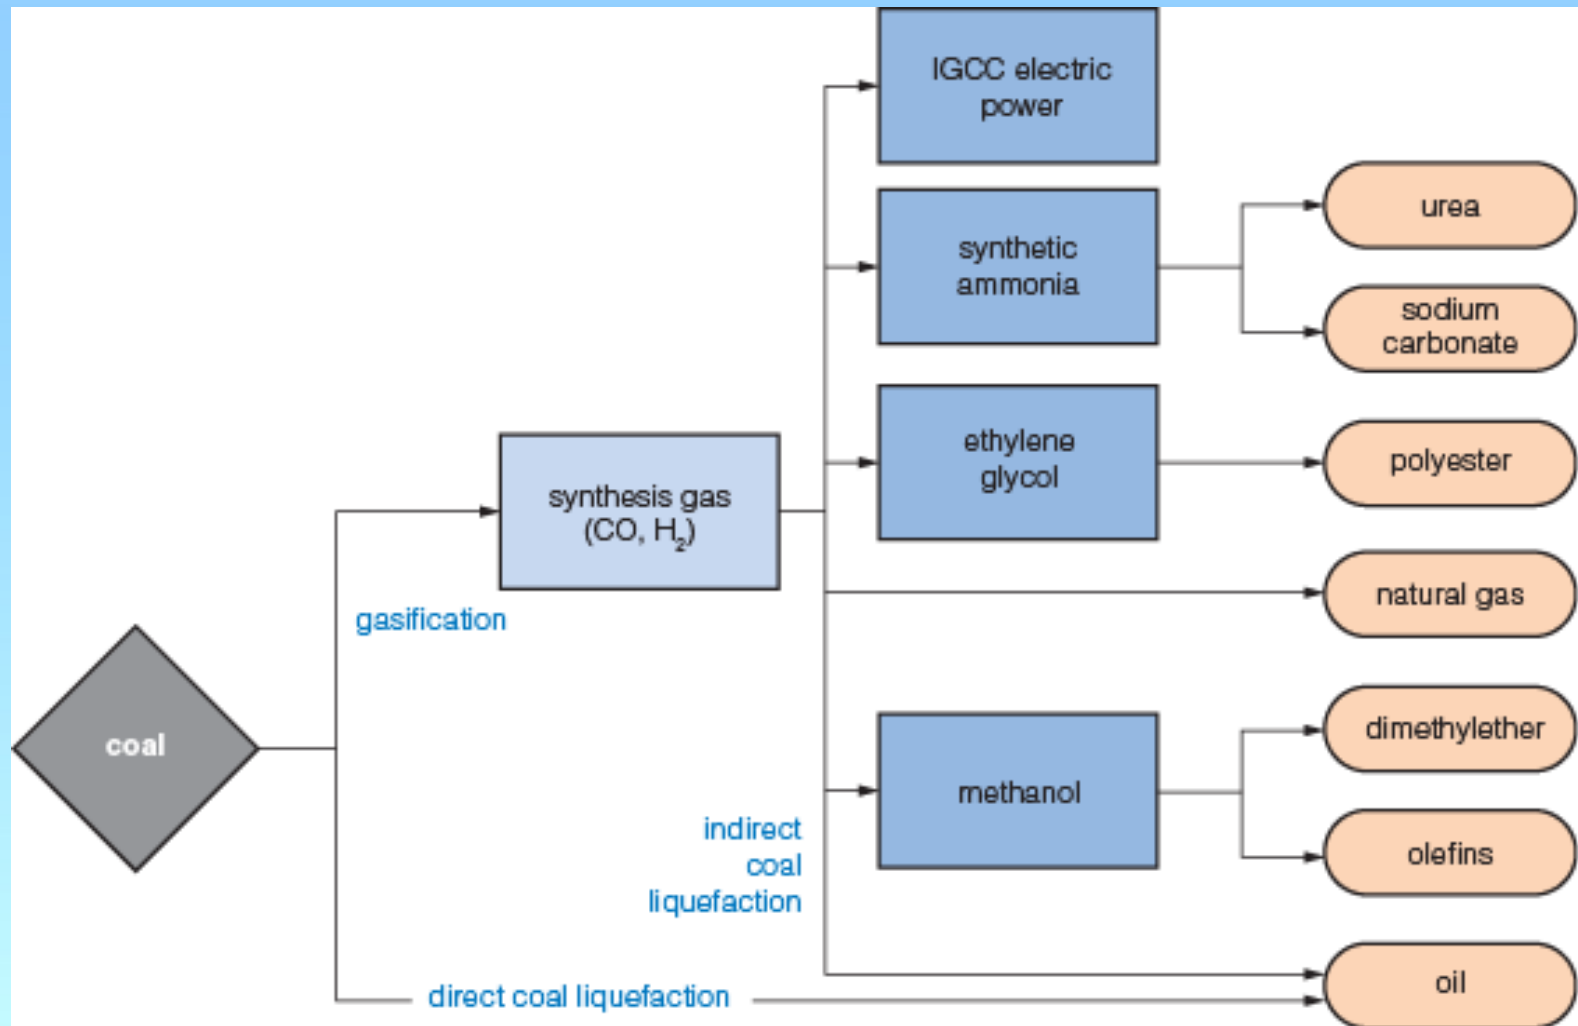 IGCC electric
power
urea
synthetic
ammonia
sodium
carbonate
ethylene
glycol
polyester
synthesis gas
(CO, H₂)
natural gas
gasification
dimethylether
coal
methanol
indirect
coal
liquefaction
olefins
oil
direct coal liquefaction